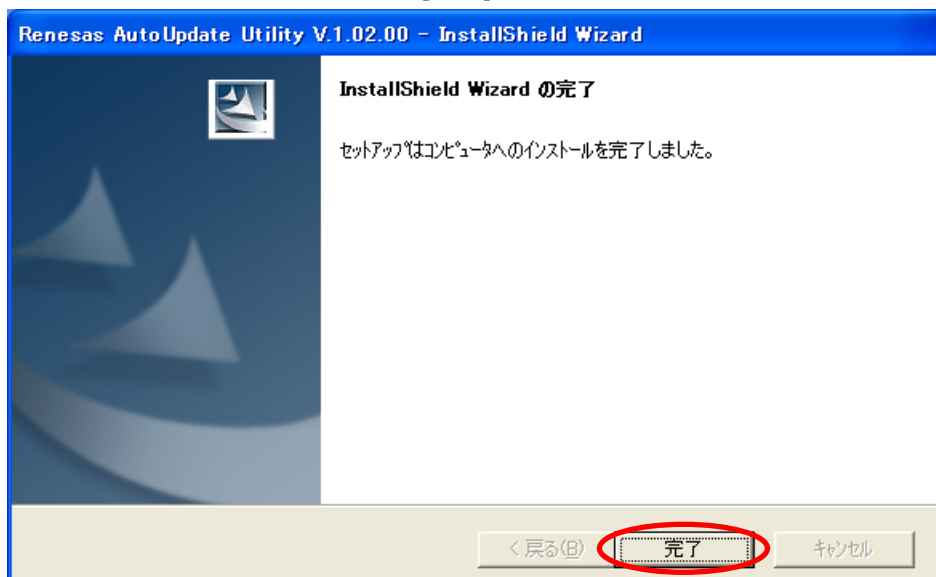 Renesas AutoUpdate Utility V.1.02.00 - InstallShield Wizard
InstallShield Wizard の完了
セットアップはコンピュータへのインストールを完了しました。
< 戻る(B) 完了 キャンセル